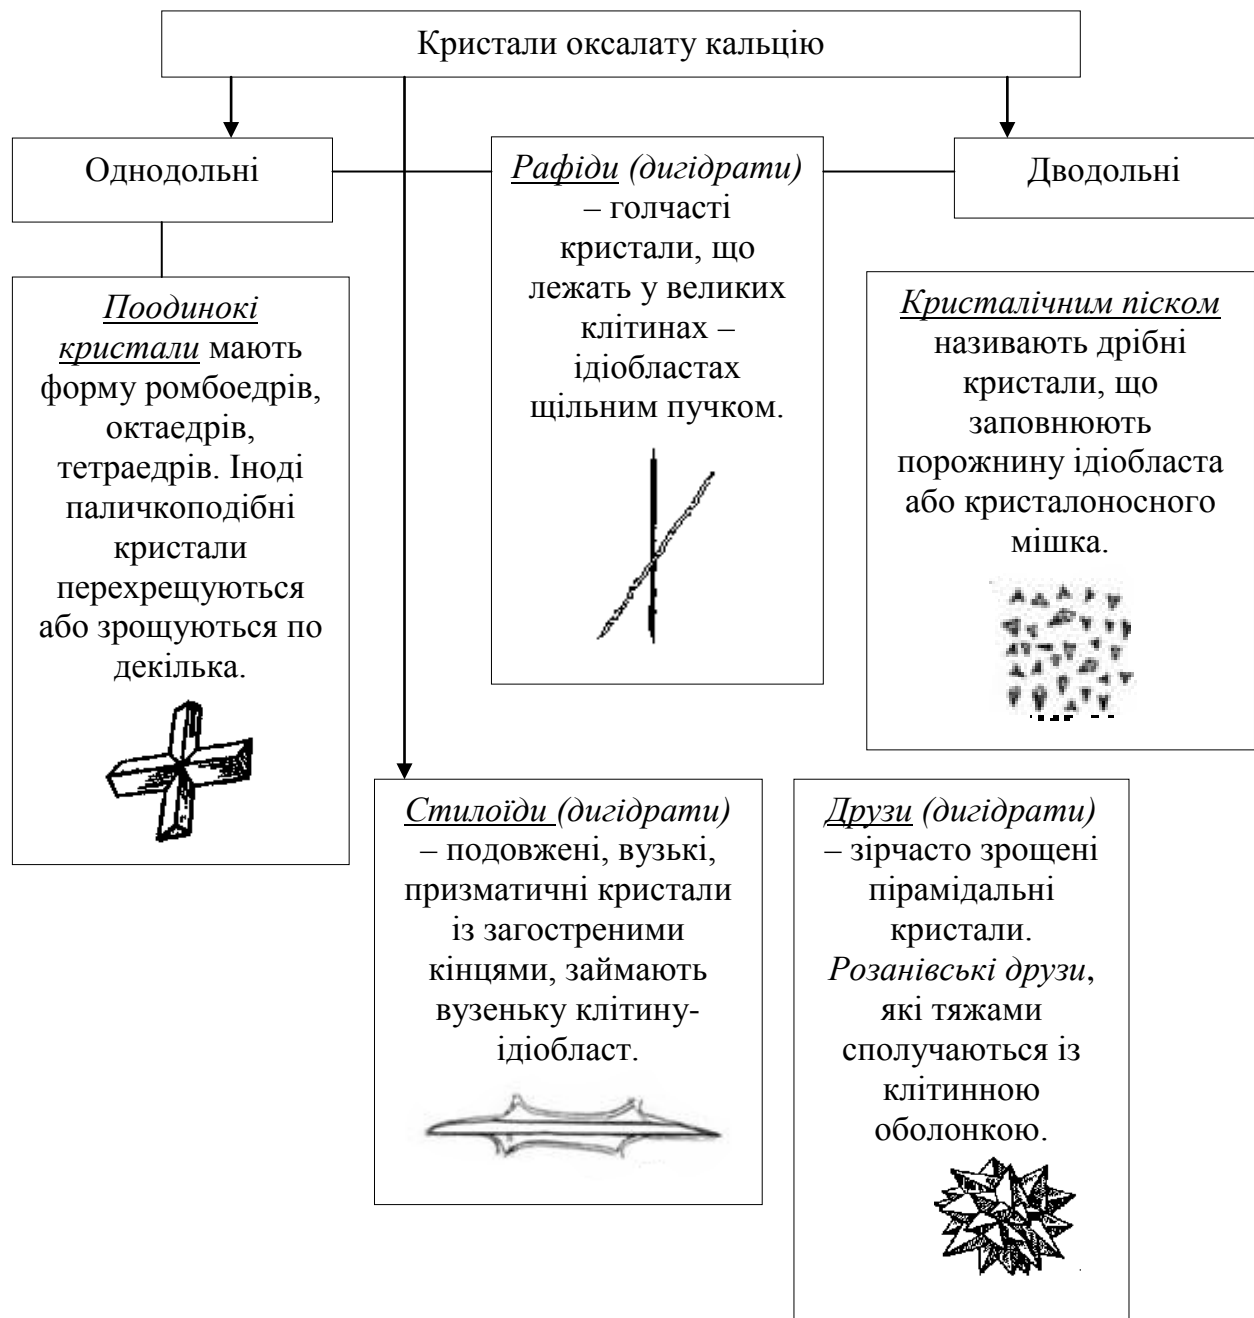 Кристали оксалату кальцію
Однодольні
Рафіди (дигідрати)
– голчасті
кристали, що
лежать у великих
клітинах –
ідіобластах
щільним пучком.
Дводольні
Поодинокі
кристали мають
форму ромбоедрів,
октаедрів,
тетраедрів. Іноді
паличкоподібні
кристали
перехрещуються
або зрощуються по
декілька.
Кристалічним піском
називають дрібні
кристали, що
заповнюють
порожнину ідіобласта
або кристалоносного
мішка.
Стилоїди (дигідрати)
– подовжені, вузькі,
призматичні кристали
із загостреними
кінцями, займають
вузеньку клітину-
ідіобласт.
Друзи (дигідрати)
– зірчасто зрощені
пірамідальні
кристали.
Розанівські друзи,
які тяжами
сполучаються із
клітинною
оболонкою.